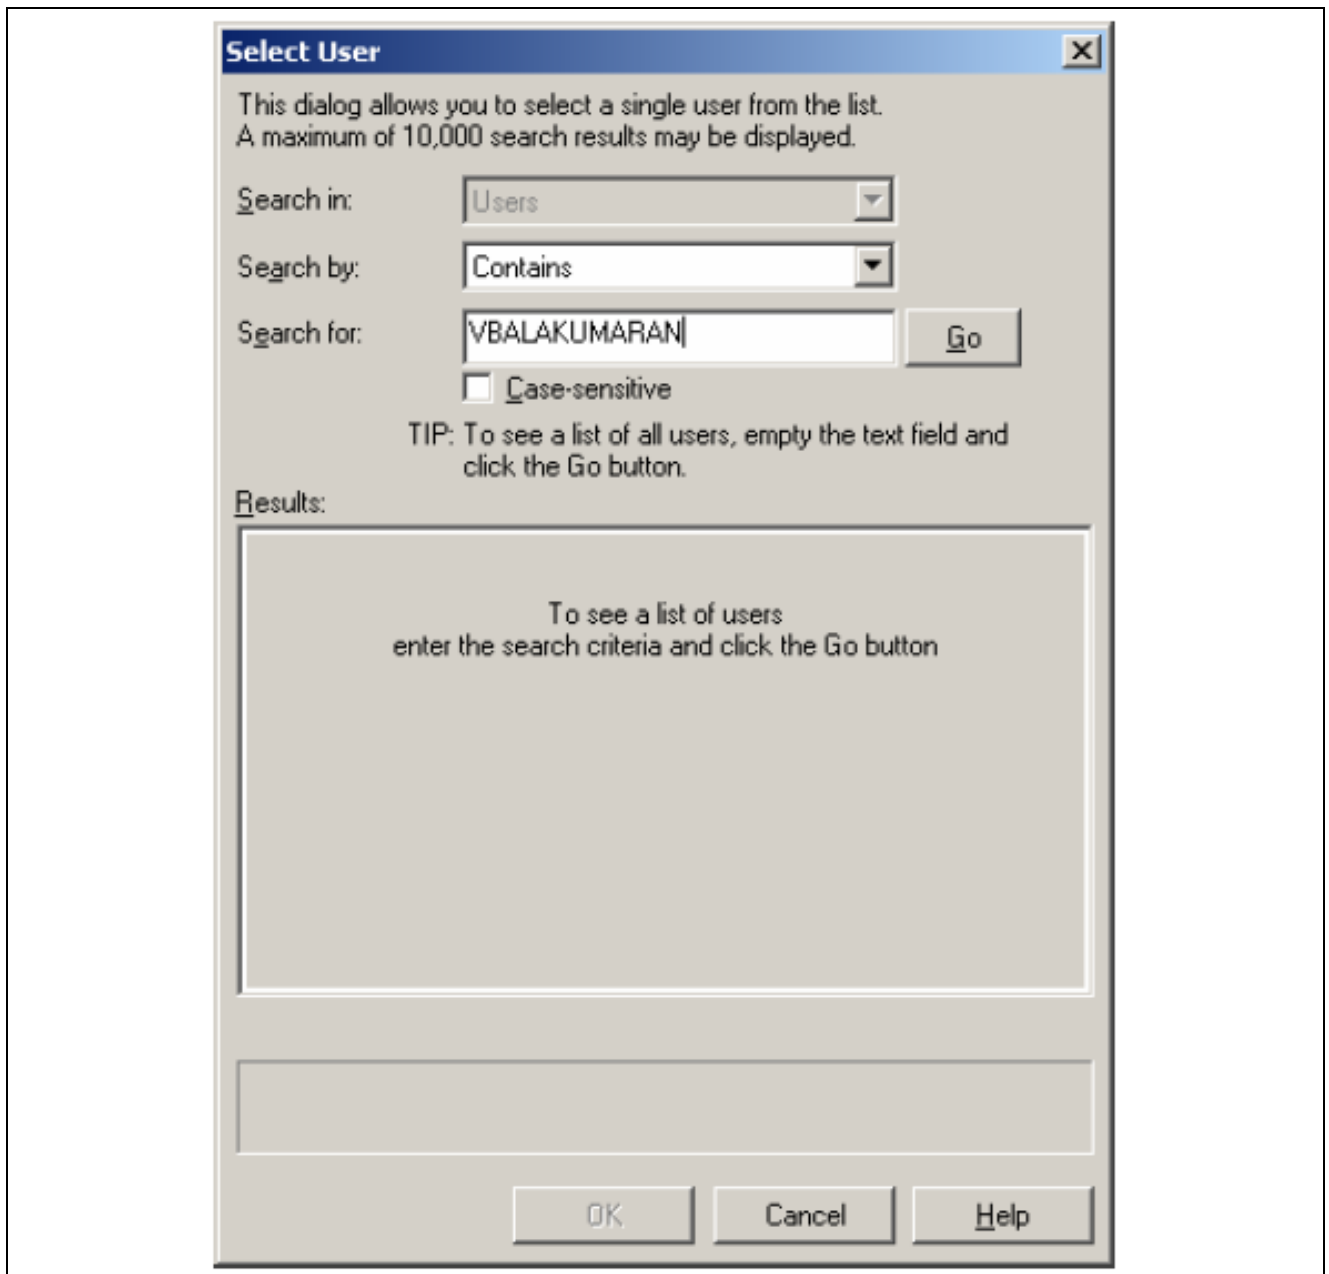 Select User
This dialog allows you to select a single user from the list.
A maximum of 10,000 search results may be displayed.
Search in: Users
Search by: Contains
Search for: VBALAKUMARAN Go
Case-sensitive
TIP: To see a list of all users, empty the text field and
click the Go button.
Results:
To see a list of users
enter the search criteria and click the Go button
OK Cancel Help